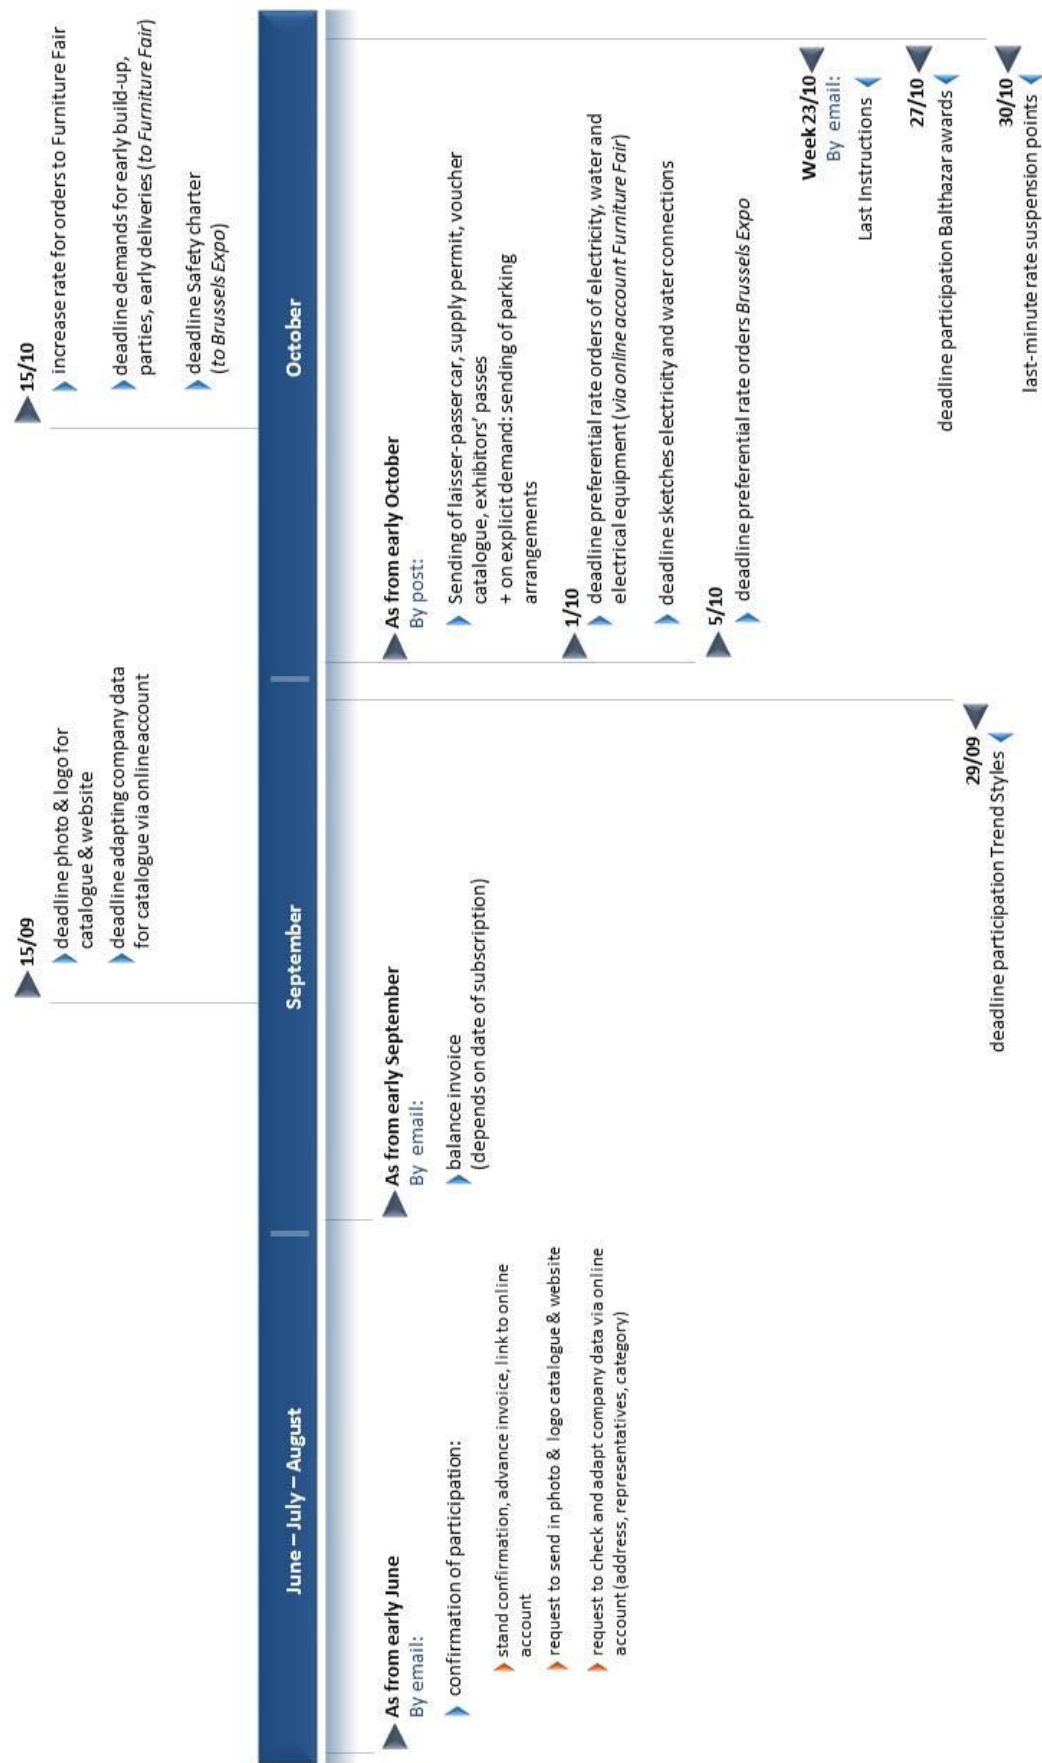 15/09
deadline photo & logo for
catalogue & website
deadline adapting company data
for catalogue via online account
15/10
increase rate for orders to Furniture Fair
deadline demands for early build-up,
parties, early deliveries (to Furniture Fair)
deadline Safety charter
(to Brussels Expo)
June – July – August
September
October
As from early June
By email:
confirmation of participation:
stand confirmation, advance invoice, link to online
account
request to send in photo & logo catalogue & website
request to check and adapt company data via online
account (address, representatives, category)
As from early September
By email:
balance invoice
(depends on date of subscription)
29/09
deadline participation Trend Styles
As from early October
By post:
Sending of laisser-passer car, supply permit, voucher
catalogue, exhibitors' passes
+ on explicit demand: sending of parking
arrangements
1/10
deadline preferential rate orders of electricity, water and
electrical equipment (via online account Furniture Fair)
deadline sketches electricity and water connections
5/10
deadline preferential rate orders Brussels Expo
Week 23/10
By email:
Last Instructions
27/10
deadline participation Balthazar awards
30/10
last-minute rate suspension points